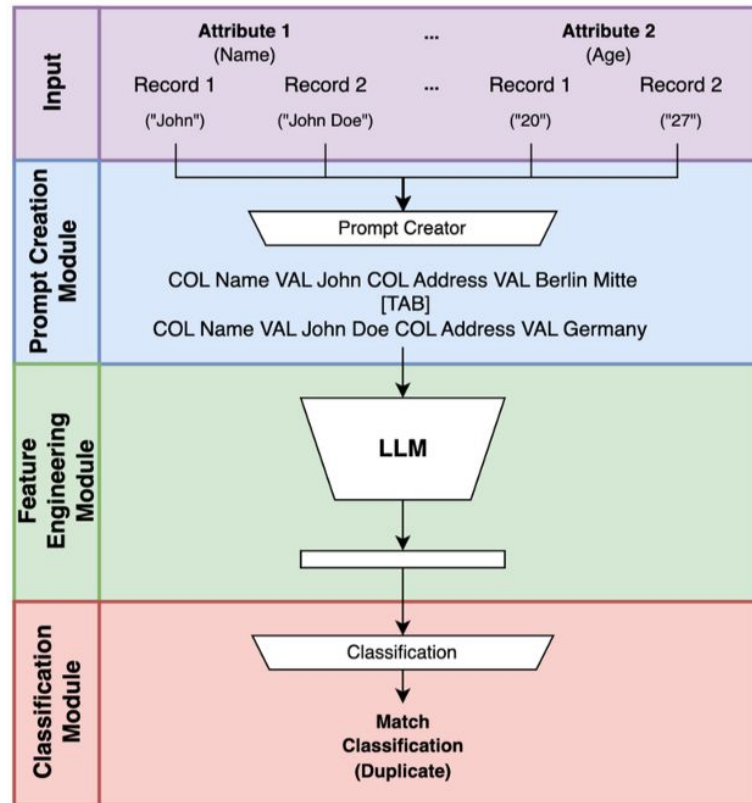 Input
Attribute 1 ... Attribute 2
(Name) (Age)
Record 1 Record 2 ... Record 1 Record 2
("John") ("John Doe") ("20") ("27")
Prompt Creation
Module
Prompt Creator
COL Name VAL John COL Address VAL Berlin Mitte
[TAB]
COL Name VAL John Doe COL Address VAL Germany
Feature
Engineering
Module
LLM
Classification
Module
Classification
Match
Classification
(Duplicate)